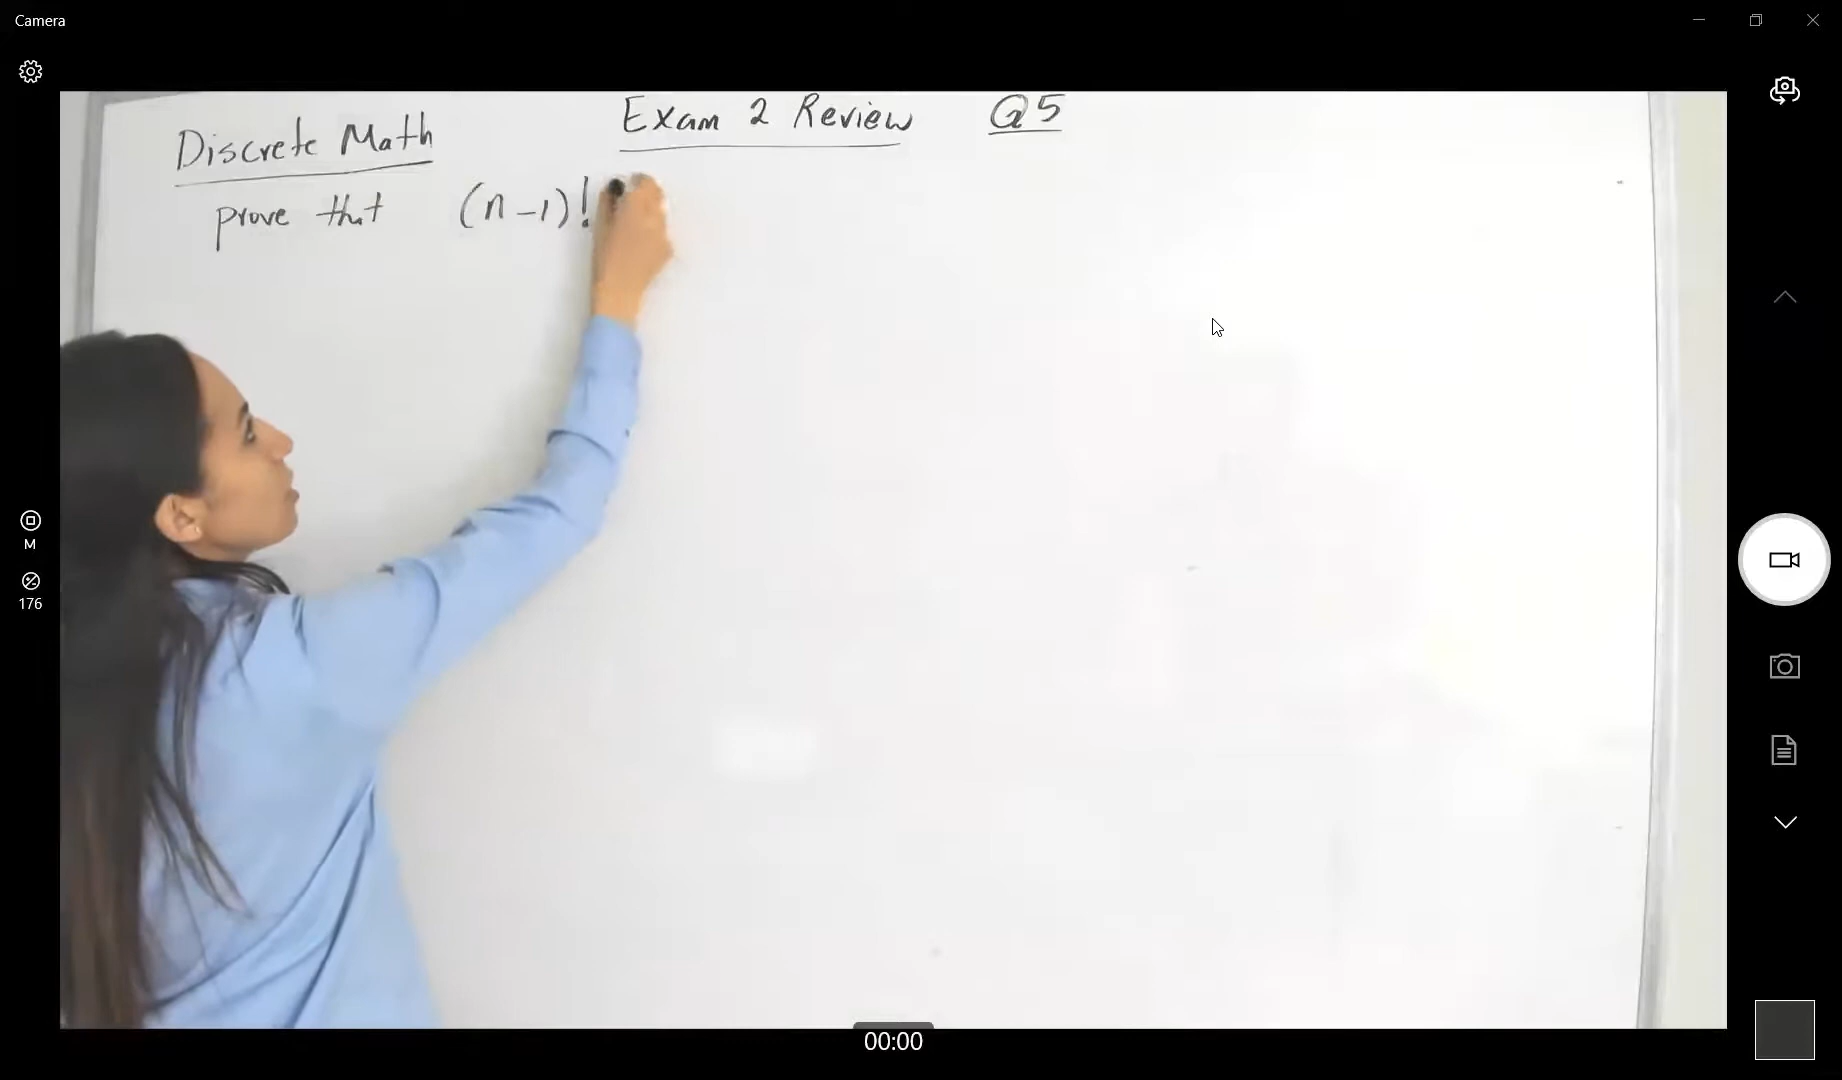 Camera
Exam 2 Review Q5
Discrete Math
prove that (n-1)!
M
176
00:00